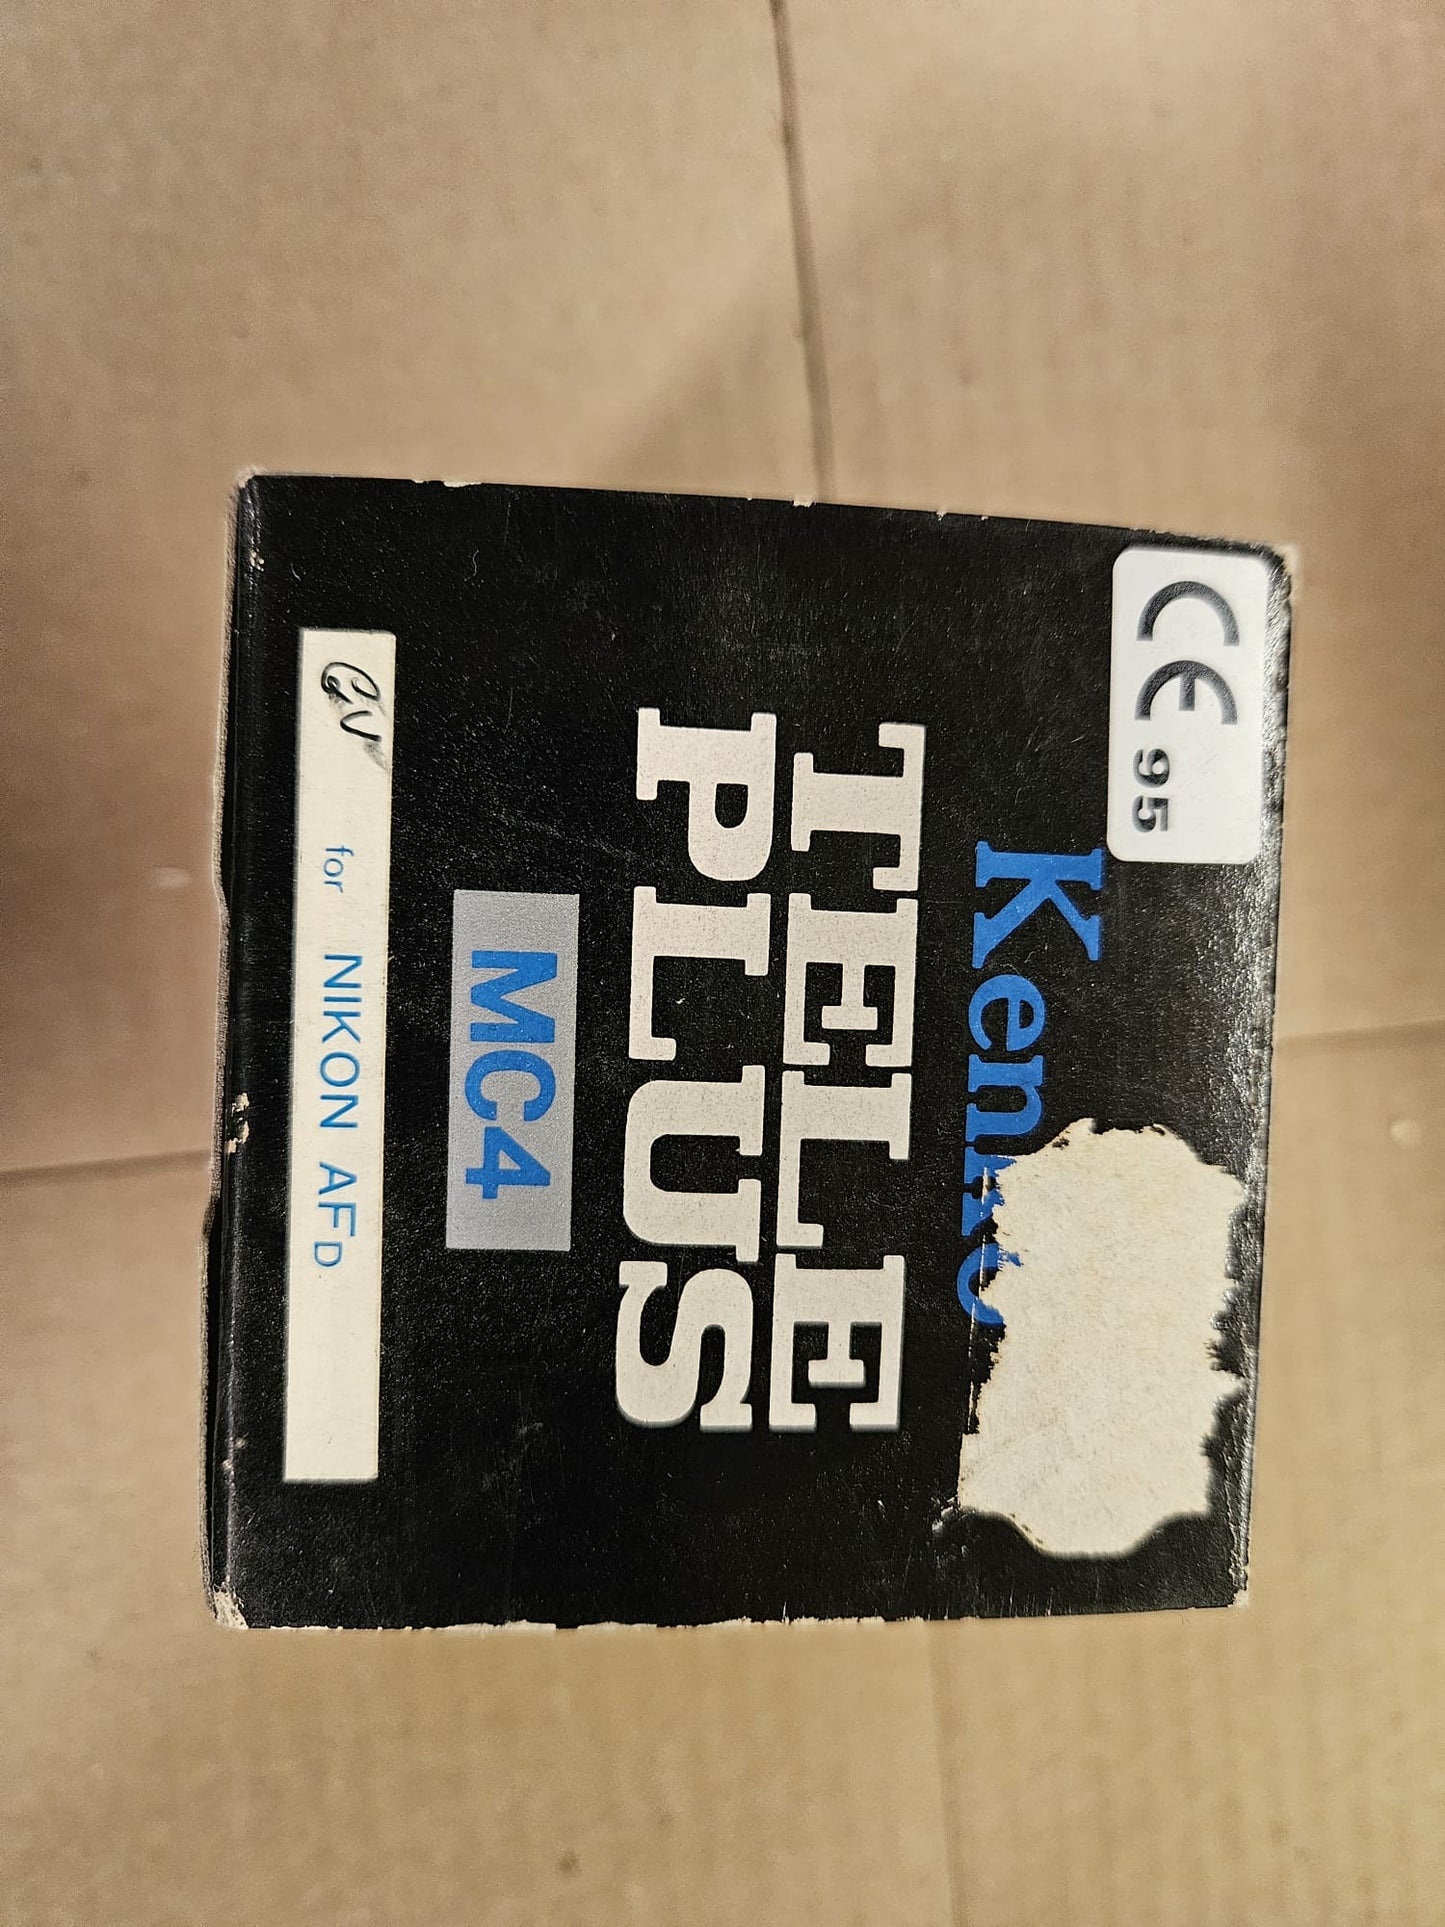 CE 95
Kenko
TELE
PLUS
MC4
for NIKON AFD